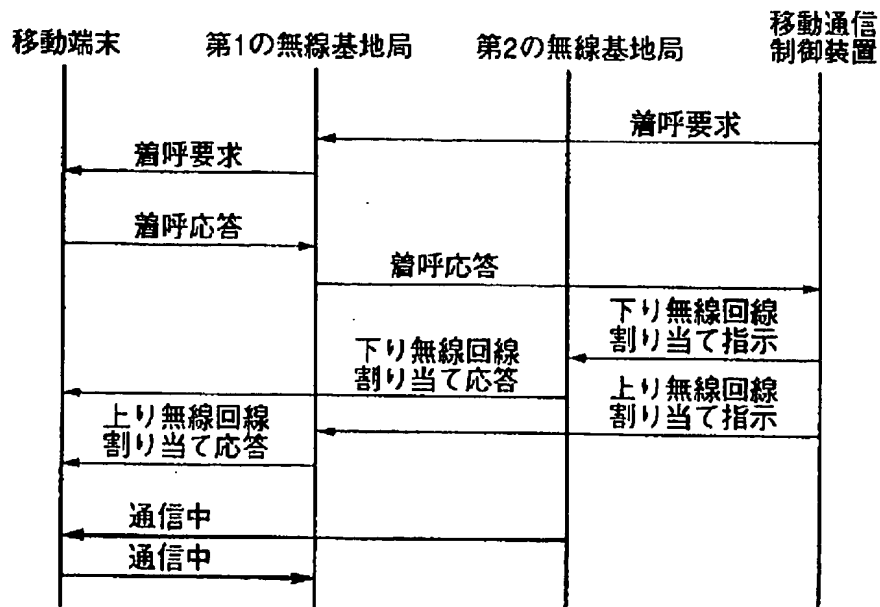 移動端末
第1の無線基地局
第2の無線基地局
移動通信
制御装置
着呼要求
着呼要求
着呼応答
着呼応答
下り無線回線
割り当て指示
下り無線回線
割り当て応答
上り無線回線
割り当て指示
上り無線回線
割り当て応答
通信中
通信中